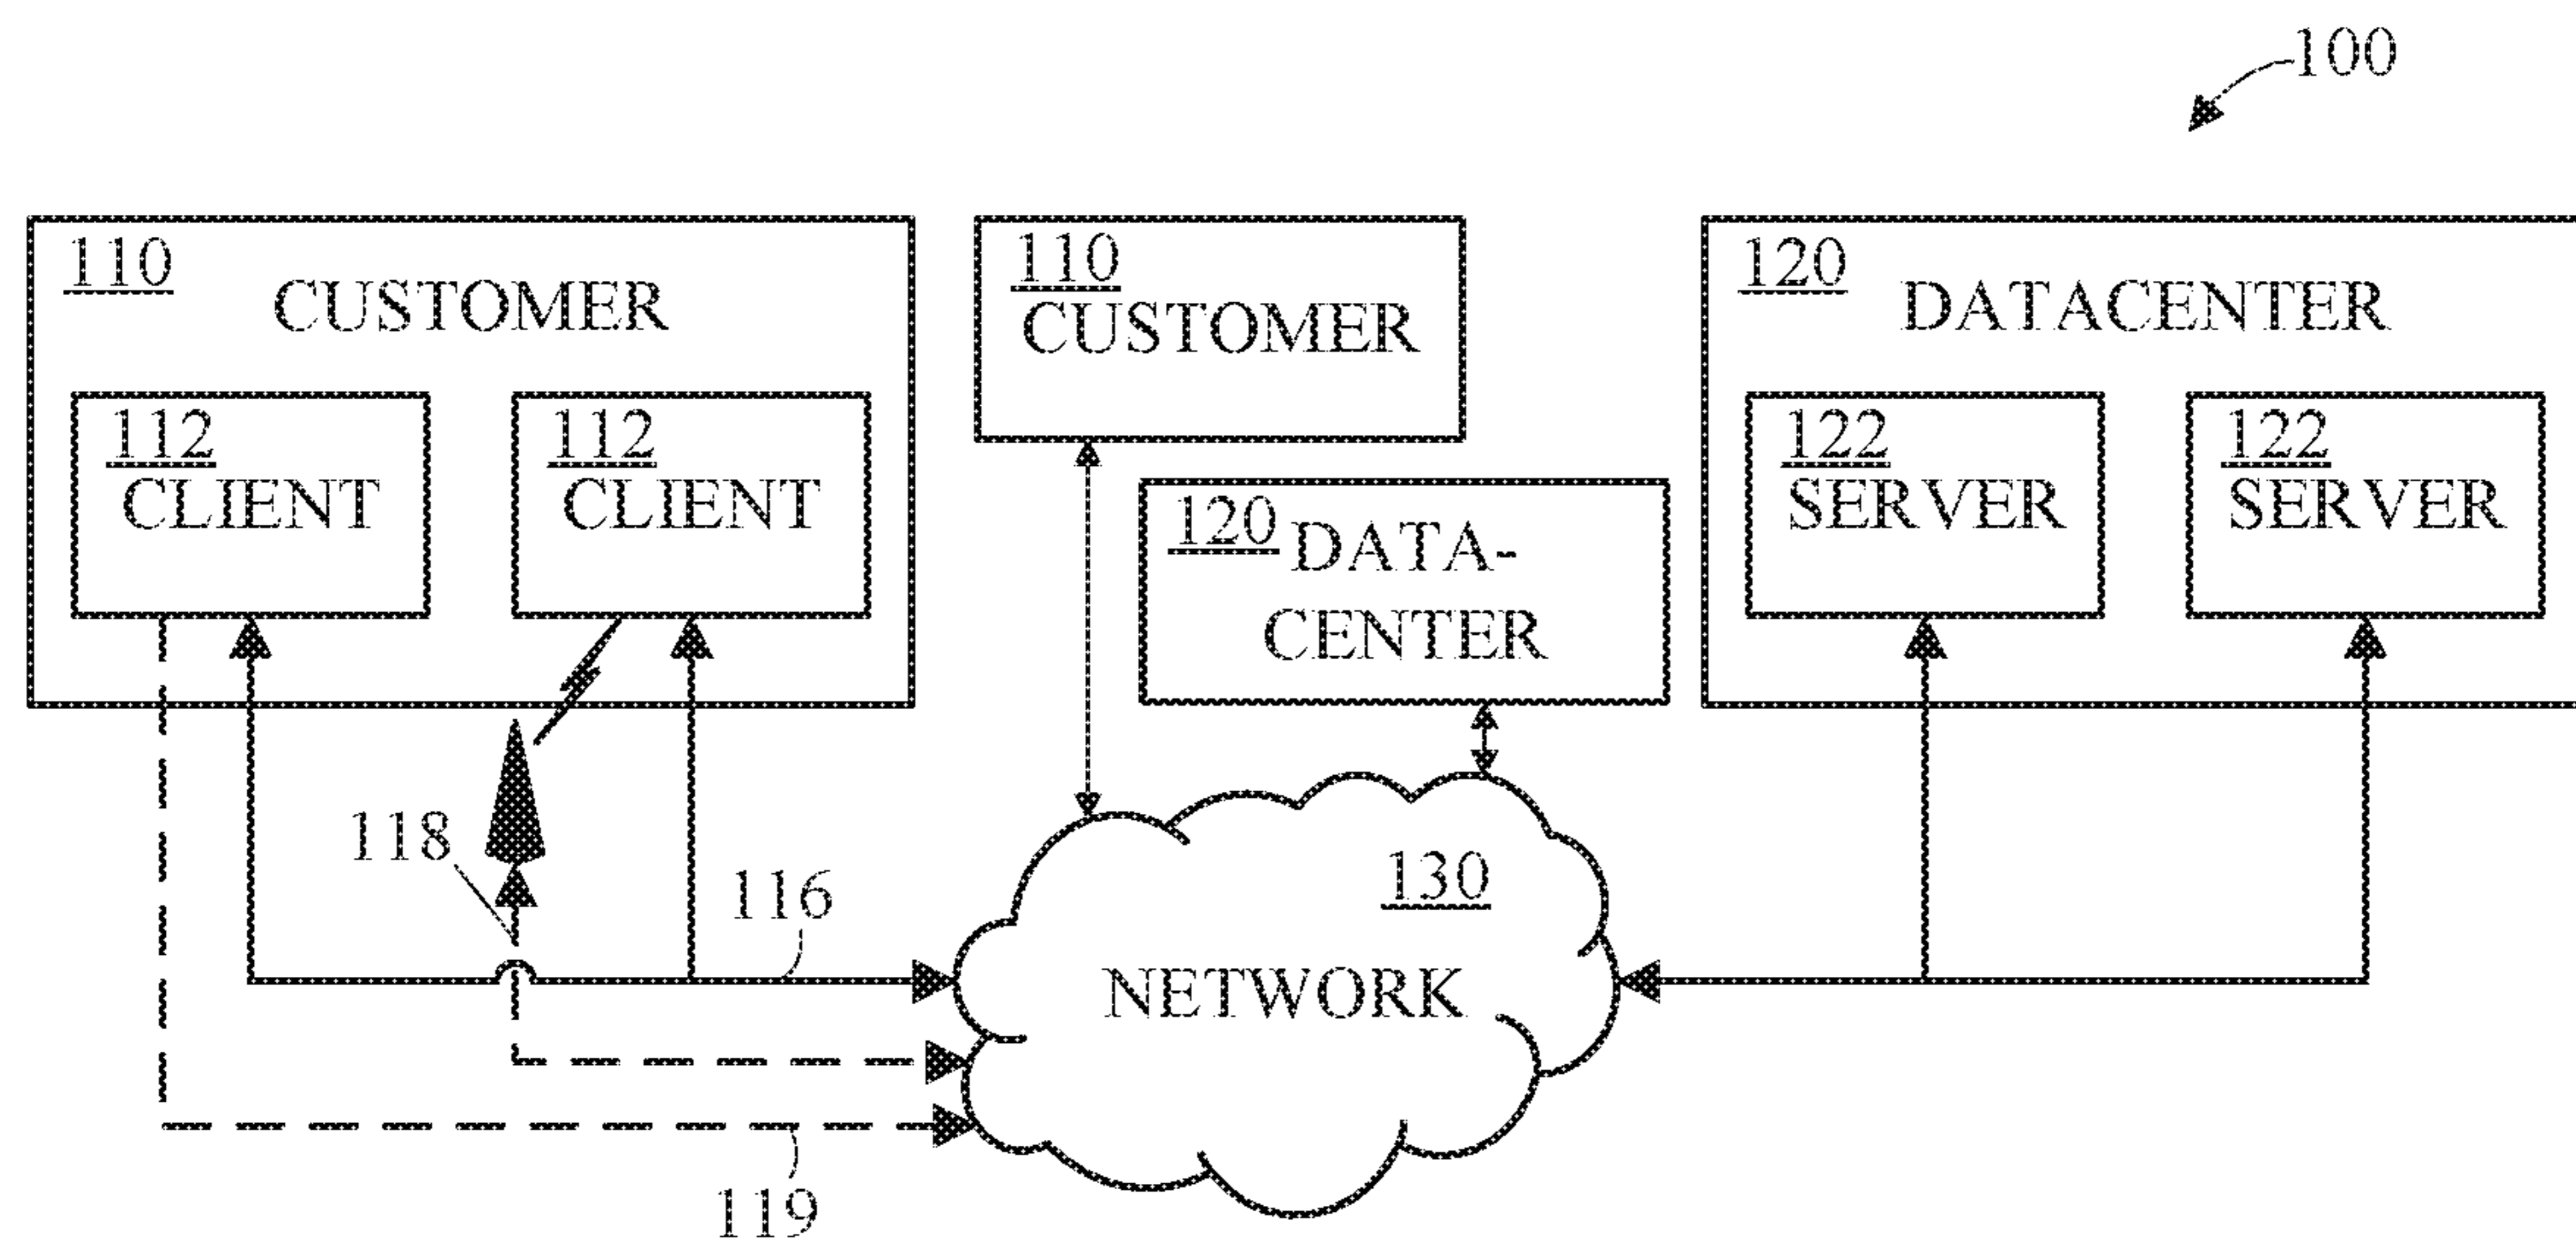 100
110
CUSTOMER
112
CLIENT
112
CLIENT
110
CUSTOMER
120 DATA-
CENTER
120
DATACENTER
122
SERVER
122
SERVER
118
116
119
130
NETWORK